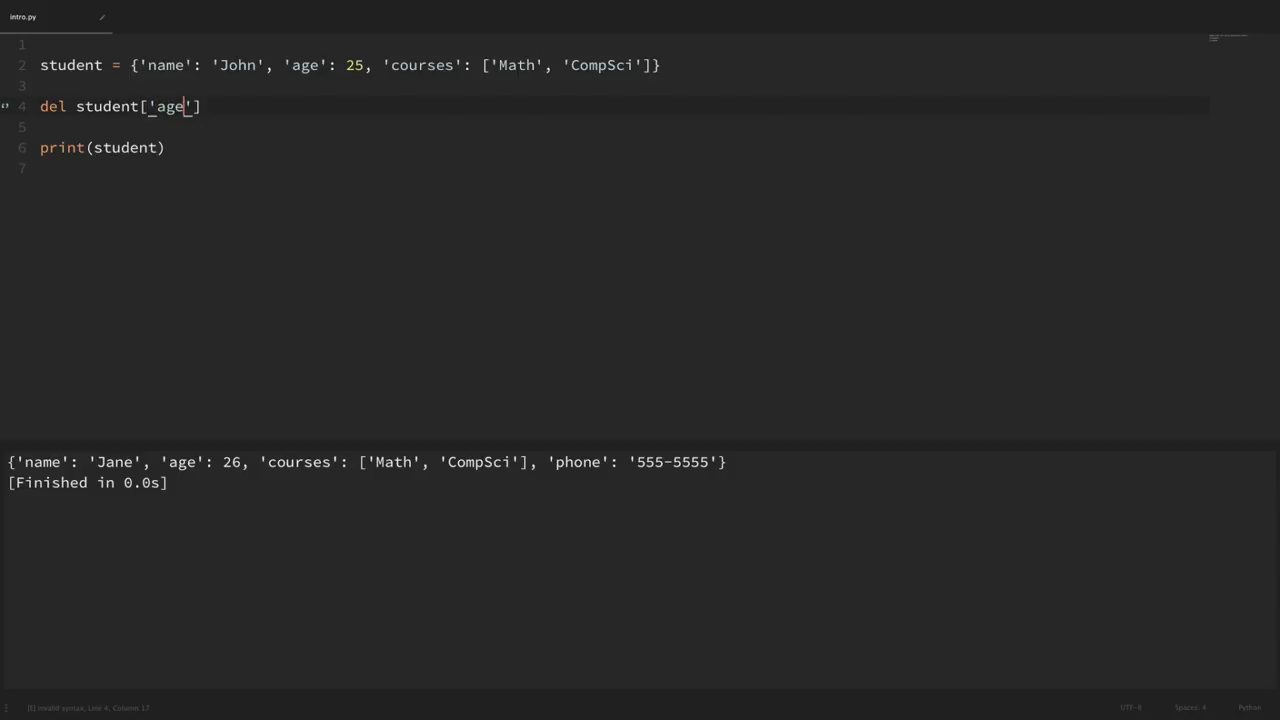 intro.py
1
2 student = {'name': 'John', 'age': 25, 'courses': ['Math', 'CompSci']}
3
4 del student['age']
5
6 print(student)
7
{'name': 'Jane', 'age': 26, 'courses': ['Math', 'CompSci'], 'phone': '555-5555'}
[Finished in 0.0s]
[E] invalid syntax, Line 4, Column 17 UTF-8 Spaces: 4 Python